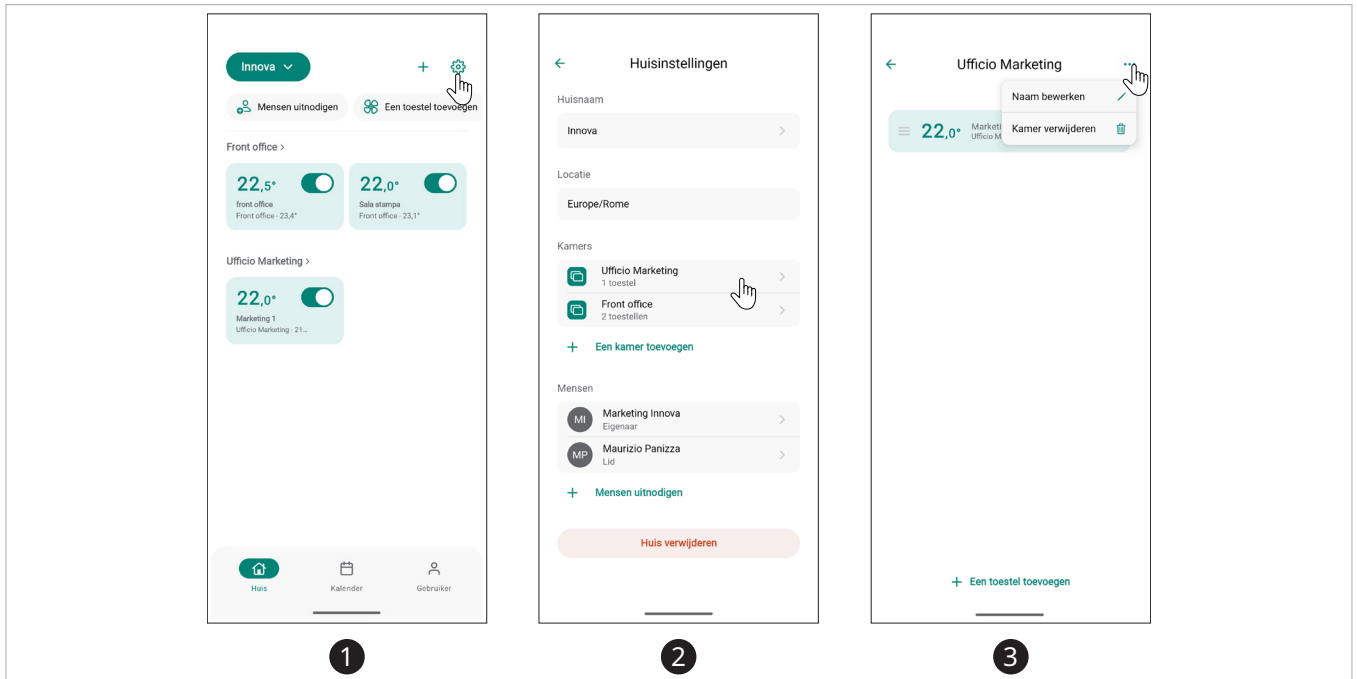 Innova
Mensen uitnodigen
Een toestel toevoegen
Front office >
22,5°
front office
Front office - 23,4°
22,0°
Sala stampa
Front office - 23,1°
Ufficio Marketing >
22,0°
Marketing 1
Ufficio Marketing - 21...
Huis
Kalender
Gebruiker
1
Huisinstellingen
Huisnaam
Innova
Locatie
Europe/Rome
Kamers
Ufficio Marketing
1 toestel
Front office
2 toestellen
+ Een kamer toevoegen
Mensen
MI
Marketing Innova
Eigenaar
MP
Maurizio Panizza
Lid
+ Mensen uitnodigen
Huis verwijderen
2
Ufficio Marketing
Naam bewerken
Kamer verwijderen
22,0°
Marketi
Ufficio M
+ Een toestel toevoegen
3